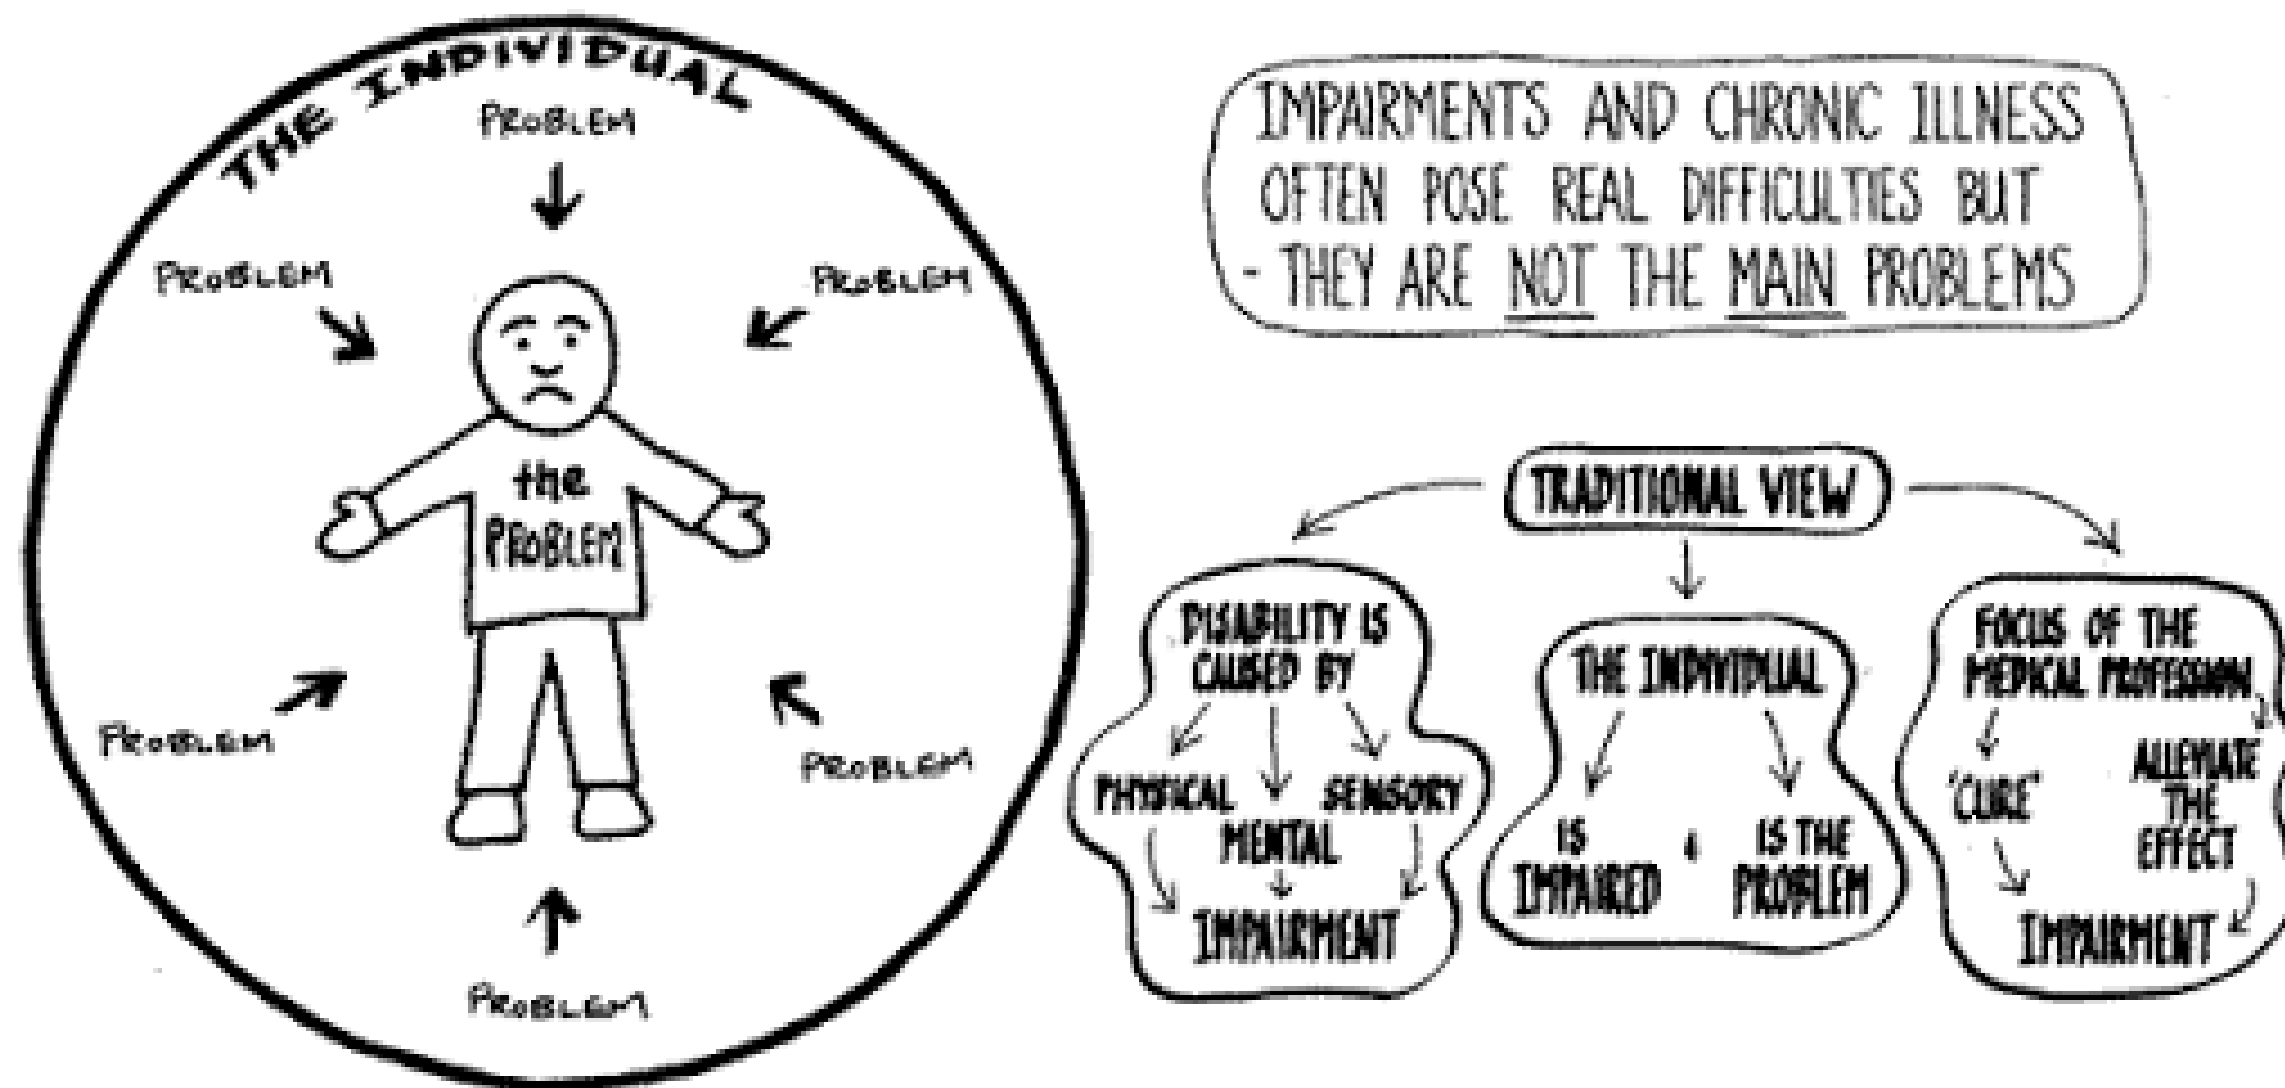 THE INDIVIDUAL
PROBLEM
PROBLEM
PROBLEM
the
PROBLEM
PROBLEM
PROBLEM
PROBLEM
IMPAIRMENTS AND CHRONIC ILLNESS
OFTEN POSE REAL DIFFICULTIES BUT
- THEY ARE NOT THE MAIN PROBLEMS
TRADITIONAL VIEW
DISABILITY IS
CAUSED BY
PHYSICAL
SENSORY
MENTAL
IMPAIRMENT
THE INDIVIDUAL
IS
IMPAIRED
&
IS THE
PROBLEM
FOCUS OF THE
MEDICAL PROFESSION
"CURE"
ALLEVIATE
THE
EFFECT
IMPAIRMENT